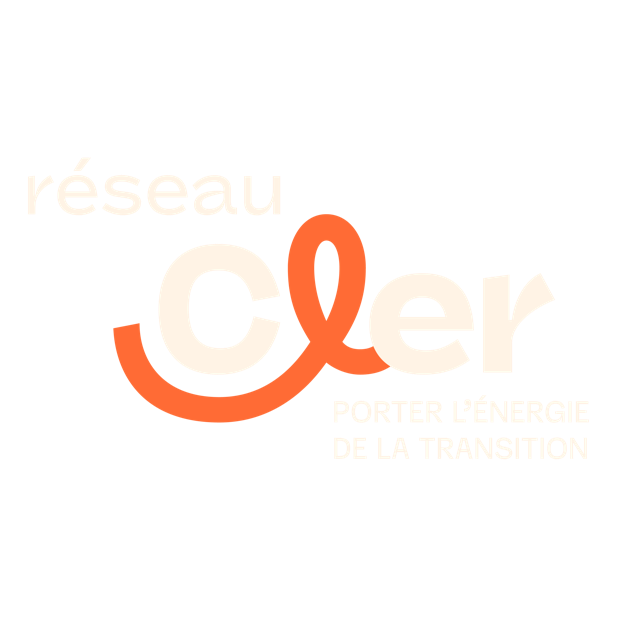 réseau
Cler
PORTER L'ÉNERGIE
DE LA TRANSITION